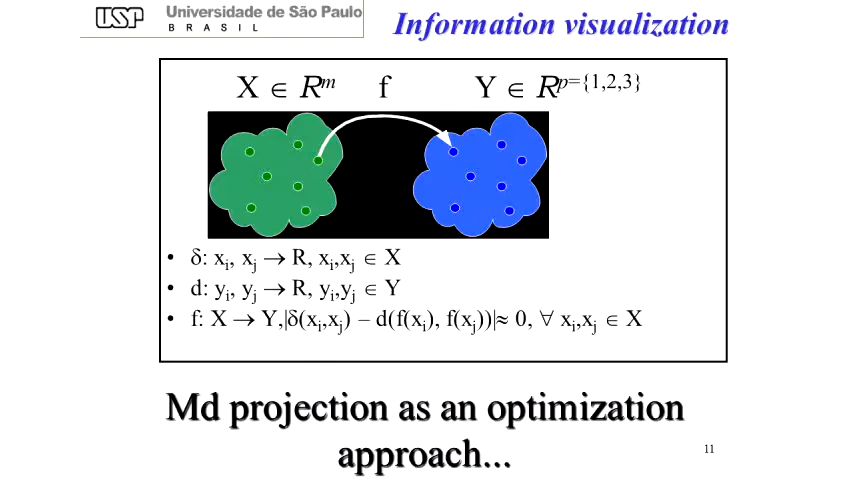 USP Universidade de São Paulo
BRASIL
Information visualization
X ∈ Rᵐ f Y ∈ Rᵖ⁼{1,2,3}
• δ: xᵢ, xⱼ → R, xᵢ,xⱼ ∈ X
• d: yᵢ, yⱼ → R, yᵢ,yⱼ ∈ Y
• f: X → Y,|δ(xᵢ,xⱼ) – d(f(xᵢ), f(xⱼ))|≈ 0, ∀ xᵢ,xⱼ ∈ X
Md projection as an optimization
approach...
11